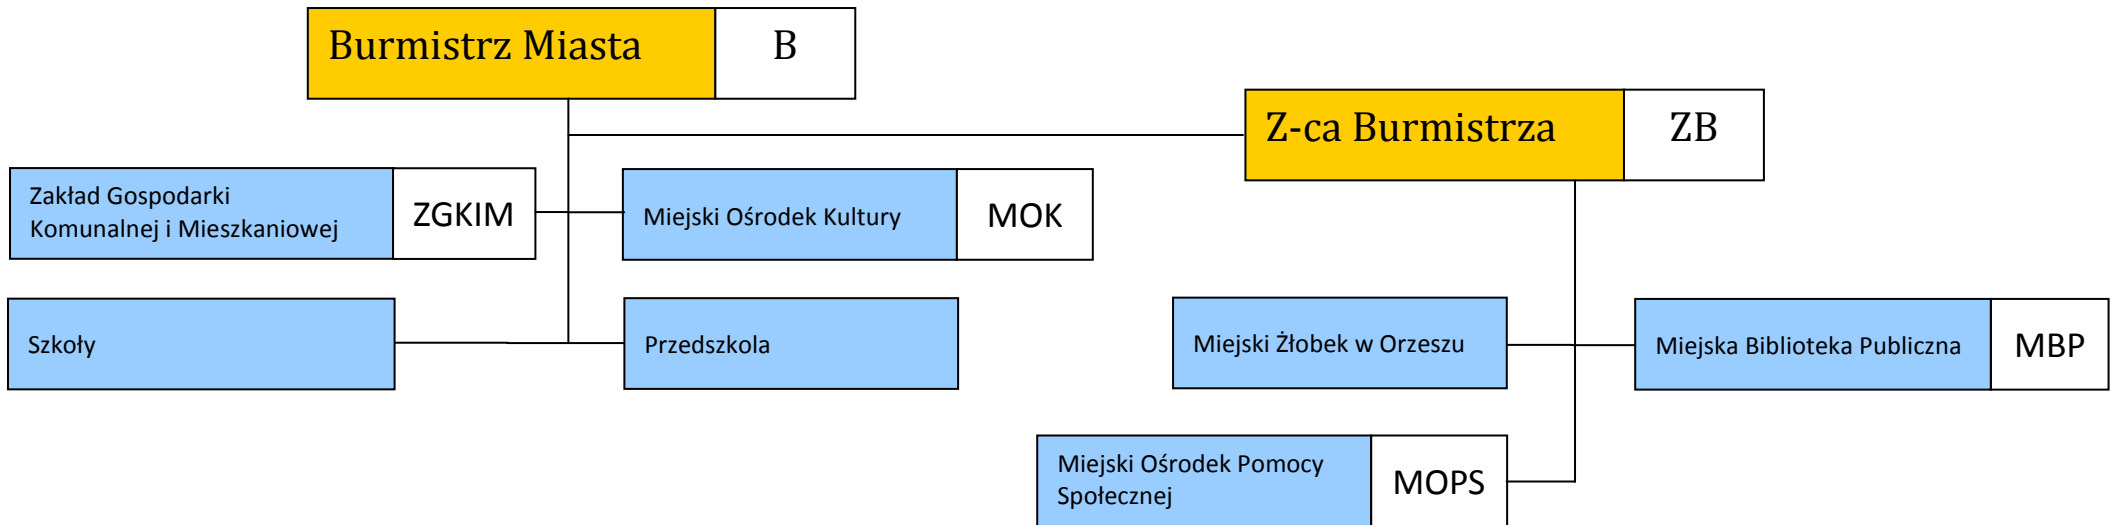 Burmistrz Miasta B
Z-ca Burmistrza ZB
Zakład Gospodarki
Komunalnej i Mieszkaniowej
ZGKIM
Miejski Ośrodek Kultury MOK
Szkoły
Przedszkola
Miejski Żłobek w Orzeszu
Miejska Biblioteka Publiczna MBP
Miejski Ośrodek Pomocy
Społecznej
MOPS